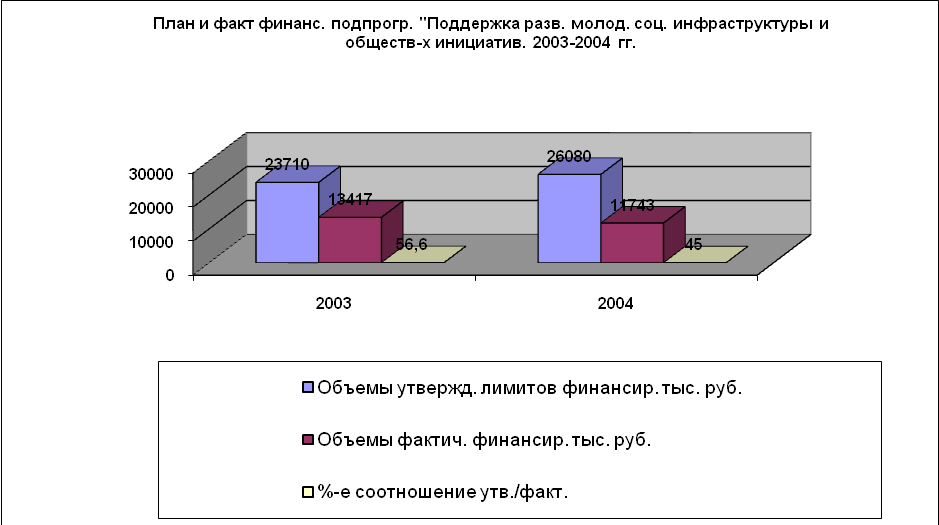 План и факт финанс. подпрогр. "Поддержка разв. молод. соц. инфраструктуры и
обществ-х инициатив. 2003-2004 гг.
30000
20000
10000
0
23710
13417
56,6
26080
11743
45
2003
2004
Объемы утвержд. лимитов финансир.тыс. руб.
Объемы фактич. финансир.тыс. руб.
%-е соотношение утв./факт.